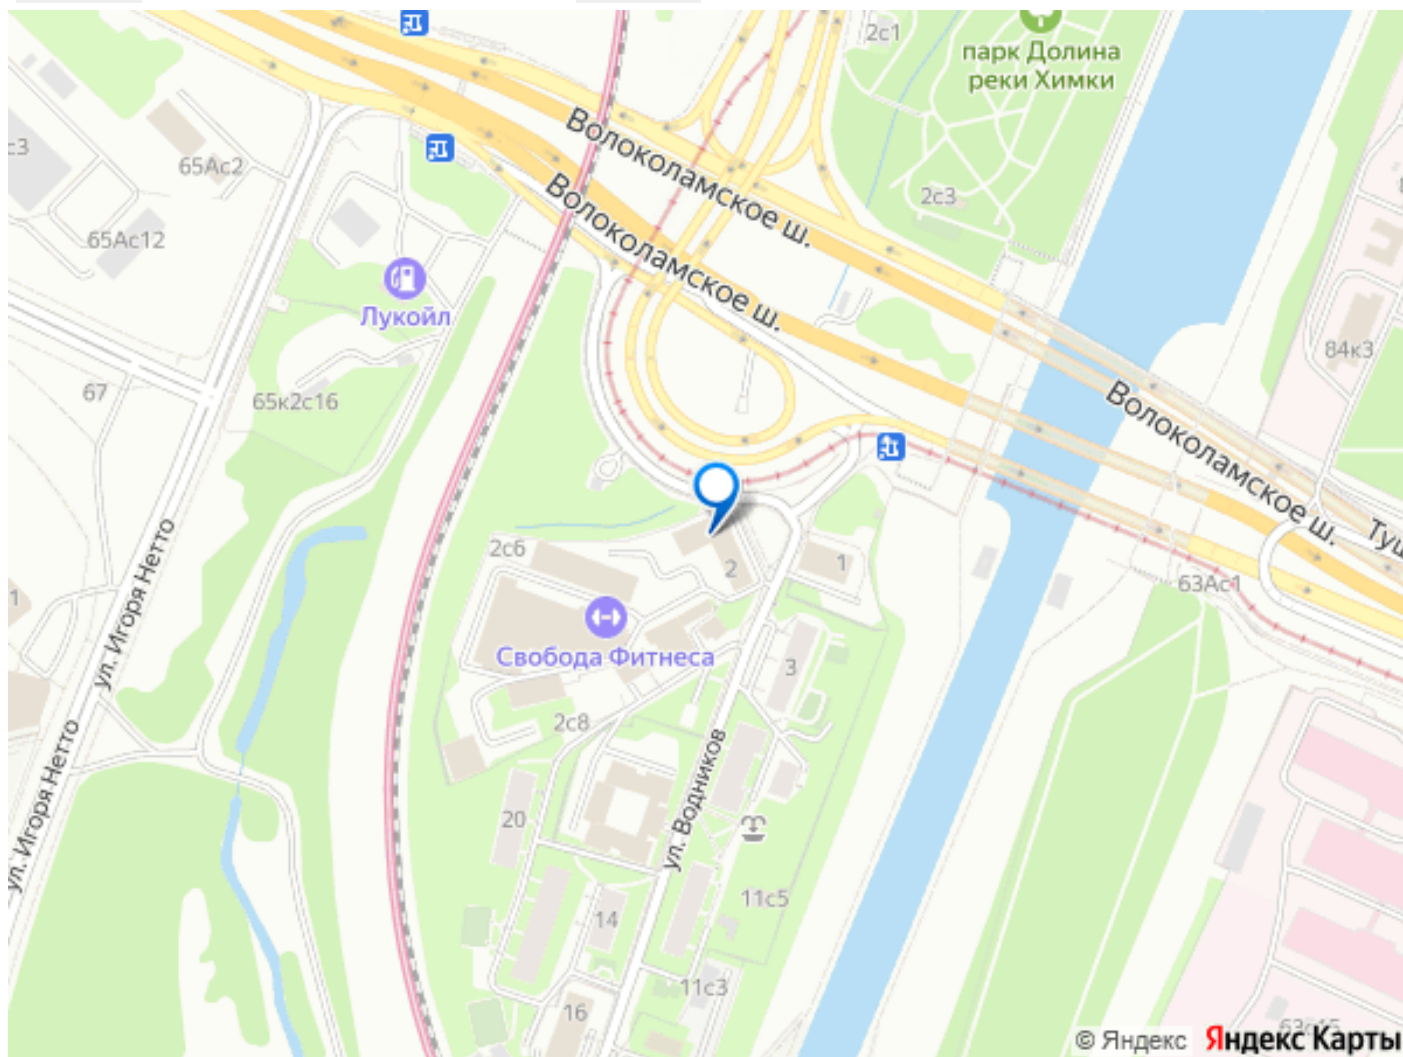 2с1
парк Долина
реки Химки
Волоколамское ш.
65Ас2
Волоколамское ш.
2с3
65Ас12
Лукойл
84к3
67
65к2с16
Волоколамское ш.
ул. Игоря Нетто
2с6
2
1
63Ас1
1
Свобода Фитнеса
3
2с8
ул. Игоря Нетто
ул. Водников
20
11с5
14
11с3
16
© Яндекс Яндекс Карты